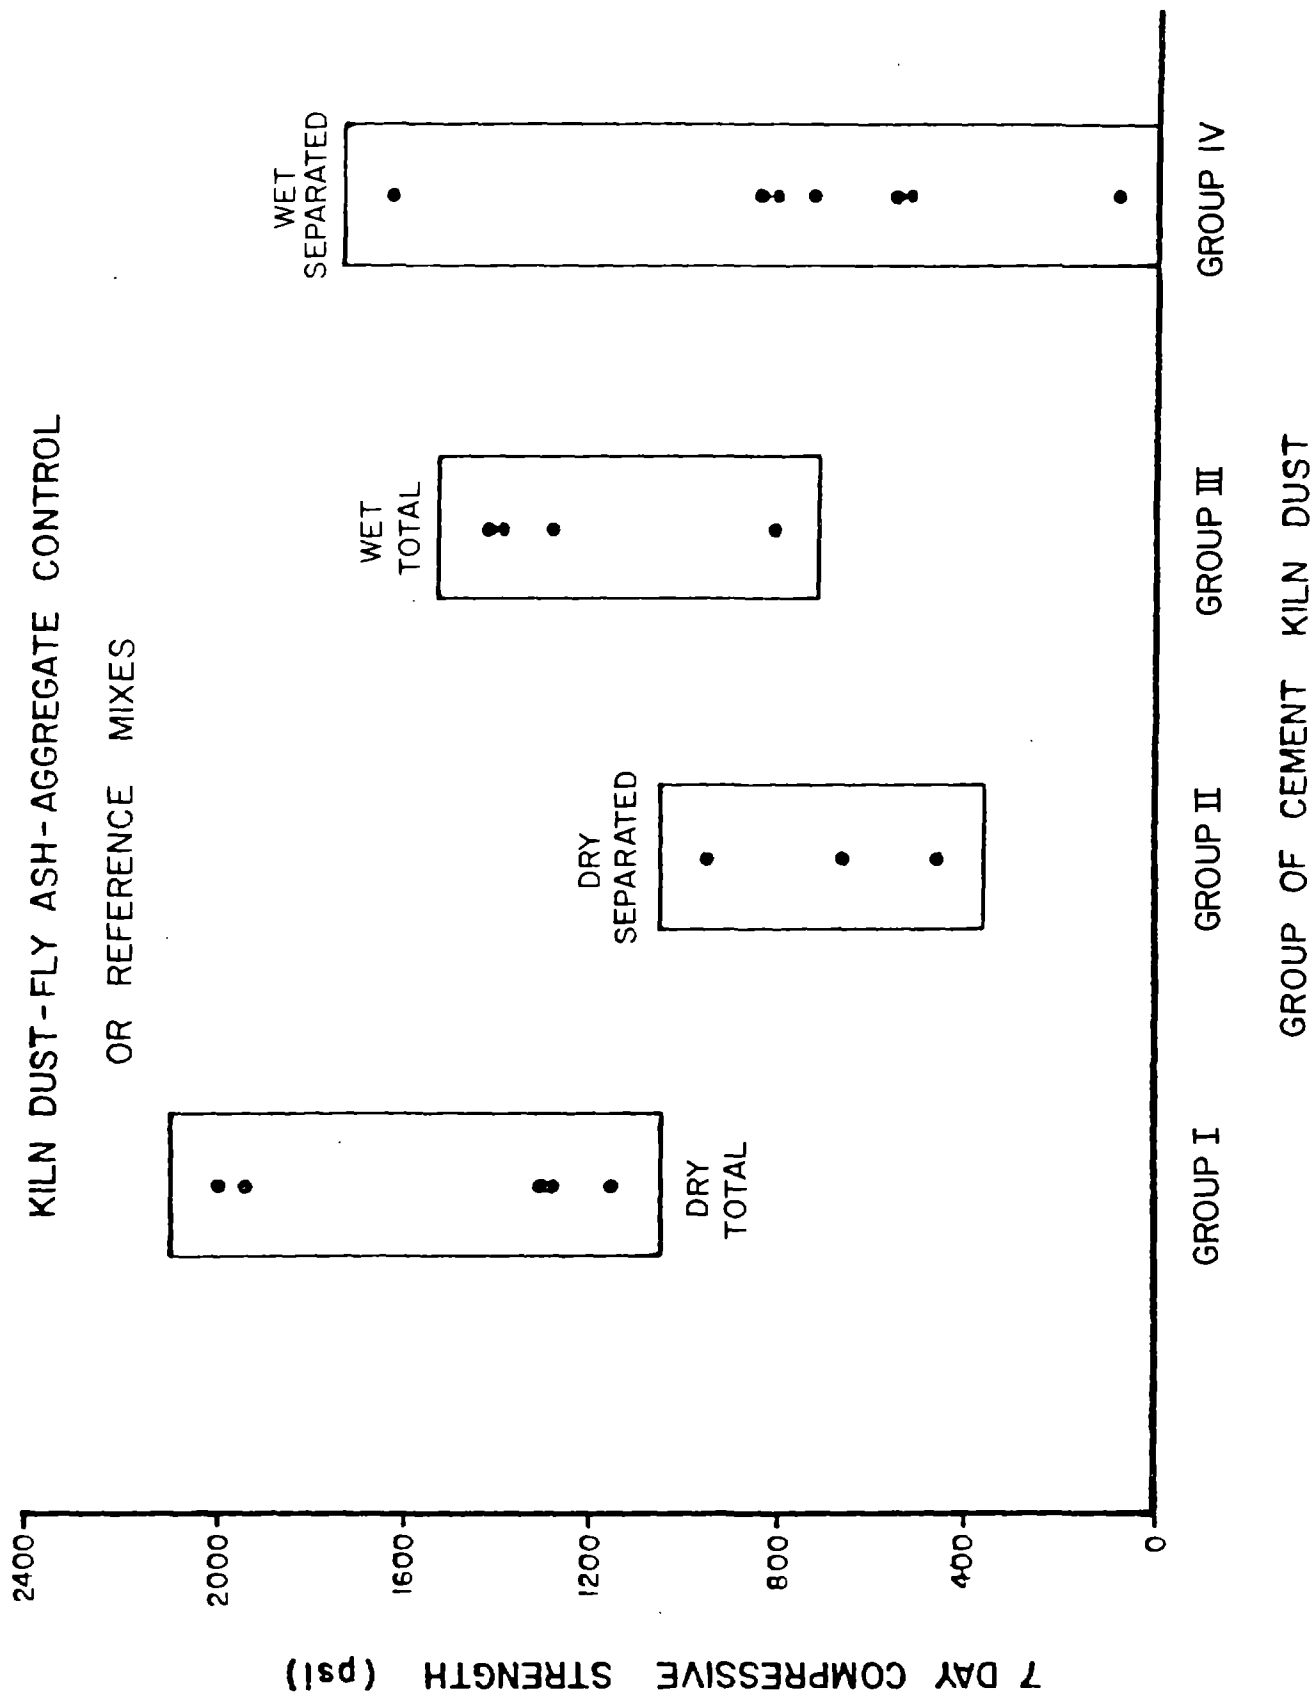 KILN DUST-FLY ASH-AGGREGATE CONTROL
OR REFERENCE MIXES
7 DAY COMPRESSIVE STRENGTH (psi)
2400
2000
1600
1200
800
400
0
DRY
TOTAL
DRY
SEPARATED
WET
TOTAL
WET
SEPARATED
GROUP I
GROUP II
GROUP III
GROUP IV
GROUP OF CEMENT KILN DUST